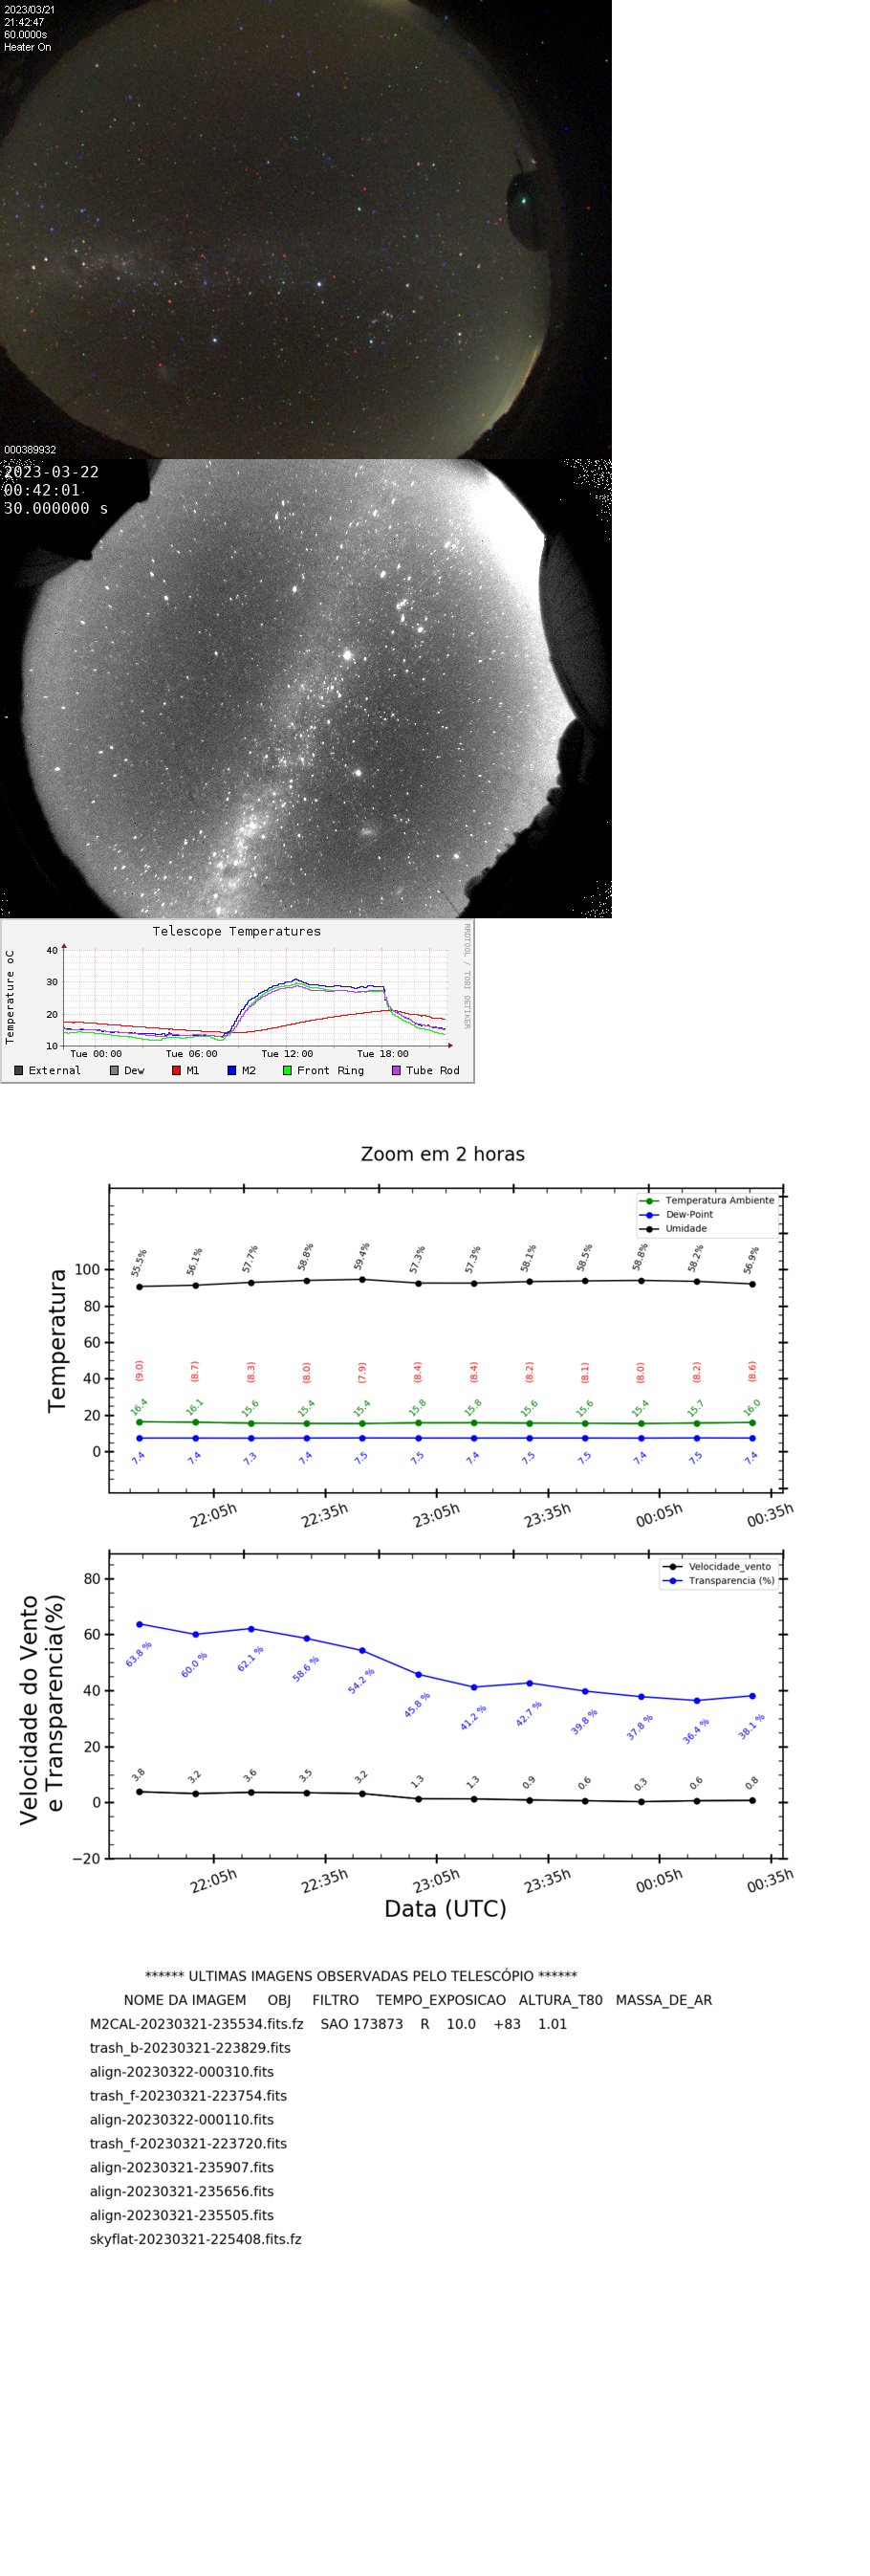 2023/03/21
21:42:47
60.0000s
Heater On
000389932
2023-03-22
00:42:01
30.000000 s
Telescope Temperatures
RRDTOOL / TOBI OETIKER
Temperature oC
40
30
20
10
Tue 00:00 Tue 06:00 Tue 12:00 Tue 18:00
External Dew M1 M2 Front Ring Tube Rod
Zoom em 2 horas
Temperatura Ambiente
Dew-Point
Umidade
Temperatura
100
80
60
40
20
0
55.5% 56.1% 57.7% 58.8% 59.4% 57.3% 57.3% 58.1% 58.5% 58.8% 58.2% 56.9%
(9.0) (8.7) (8.3) (8.0) (7.9) (8.4) (8.4) (8.2) (8.1) (8.0) (8.2) (8.6)
16.4 16.1 15.6 15.4 15.4 15.8 15.8 15.6 15.6 15.4 15.7 16.0
7.4 7.4 7.3 7.4 7.5 7.5 7.4 7.5 7.5 7.4 7.5 7.4
22:05h 22:35h 23:05h 23:35h 00:05h 00:35h
Velocidade_vento
Transparencia (%)
Velocidade do Vento
e Transparencia(%)
80
60
40
20
0
−20
63.8 % 60.0 % 62.1 % 58.6 % 54.2 % 45.8 % 41.2 % 42.7 % 39.8 % 37.8 % 36.4 % 38.1 %
3.8 3.2 3.6 3.5 3.2 1.3 1.3 0.9 0.6 0.3 0.6 0.8
22:05h 22:35h 23:05h 23:35h 00:05h 00:35h
Data (UTC)
****** ULTIMAS IMAGENS OBSERVADAS PELO TELESCÓPIO ******
NOME DA IMAGEM OBJ FILTRO TEMPO_EXPOSICAO ALTURA_T80 MASSA_DE_AR
M2CAL-20230321-235534.fits.fz SAO 173873 R 10.0 +83 1.01
trash_b-20230321-223829.fits
align-20230322-000310.fits
trash_f-20230321-223754.fits
align-20230322-000110.fits
trash_f-20230321-223720.fits
align-20230321-235907.fits
align-20230321-235656.fits
align-20230321-235505.fits
skyflat-20230321-225408.fits.fz